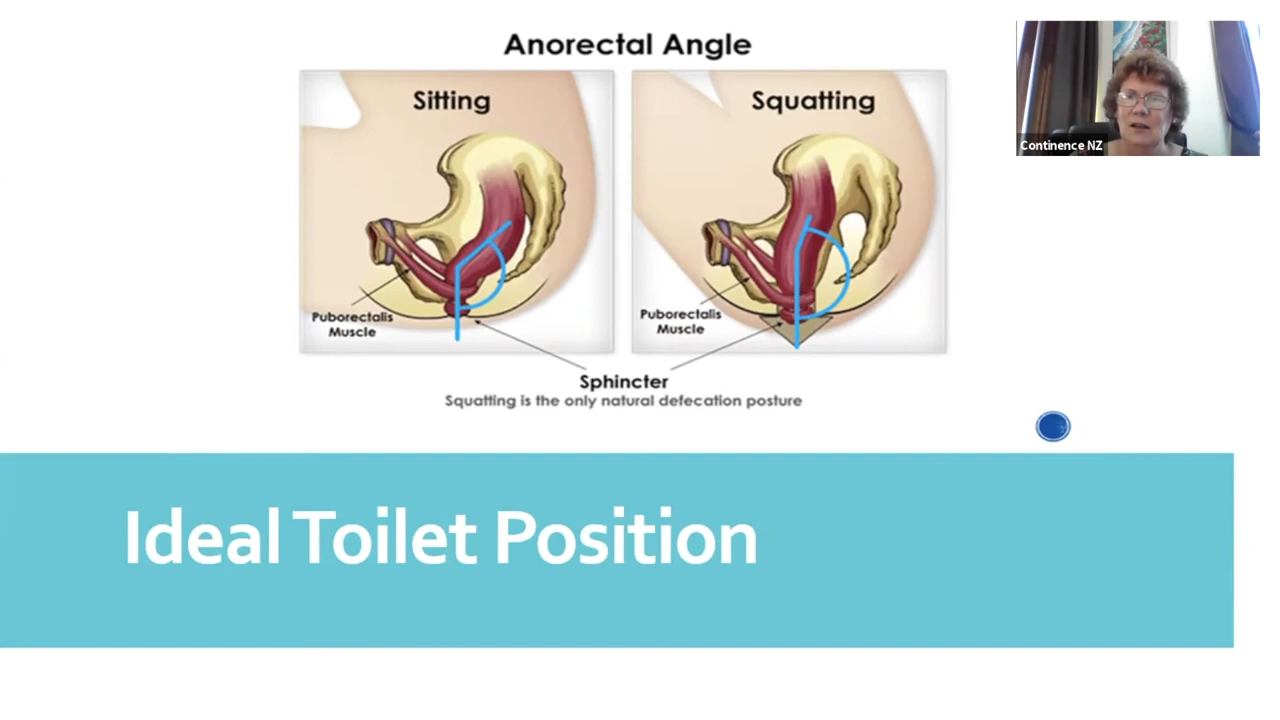 Anorectal Angle
Sitting
Squatting
Continence NZ
Puborectalis
Muscle
Puborectalis
Muscle
Sphincter
Squatting is the only natural defecation posture
Ideal Toilet Position